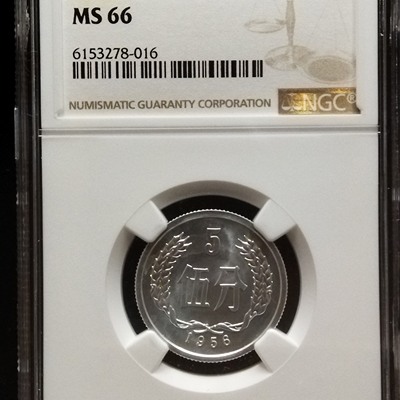 MS 66
6153278-016
NUMISMATIC GUARANTY CORPORATION
NGC®
5
伍分
1956